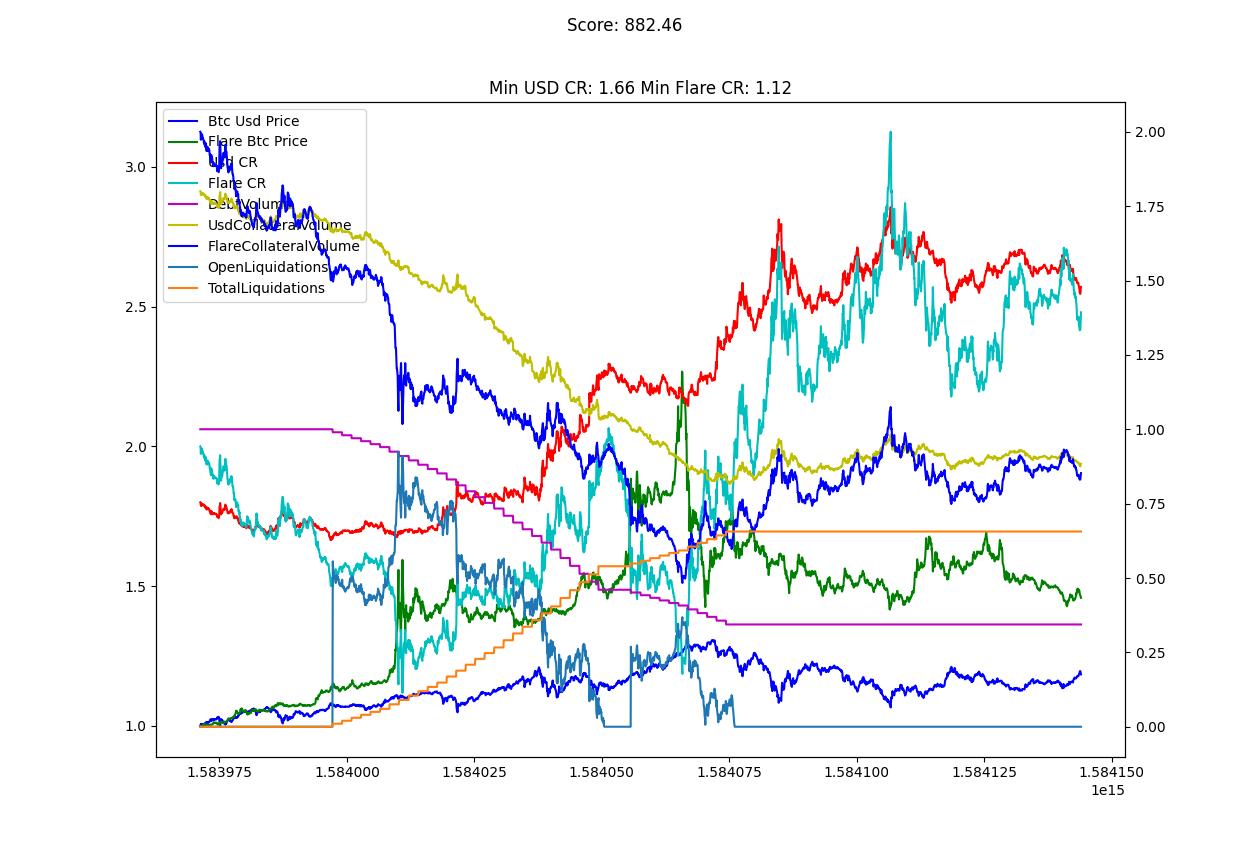 Score: 882.46
Min USD CR: 1.66 Min Flare CR: 1.12
Btc Usd Price
Flare Btc Price
Usd CR
Flare CR
DebtVolume
UsdCollateralVolume
FlareCollateralVolume
OpenLiquidations
TotalLiquidations
3.0
2.5
2.0
1.5
1.0
2.00
1.75
1.50
1.25
1.00
0.75
0.50
0.25
0.00
1.583975 1.584000 1.584025 1.584050 1.584075 1.584100 1.584125 1.584150
1e15